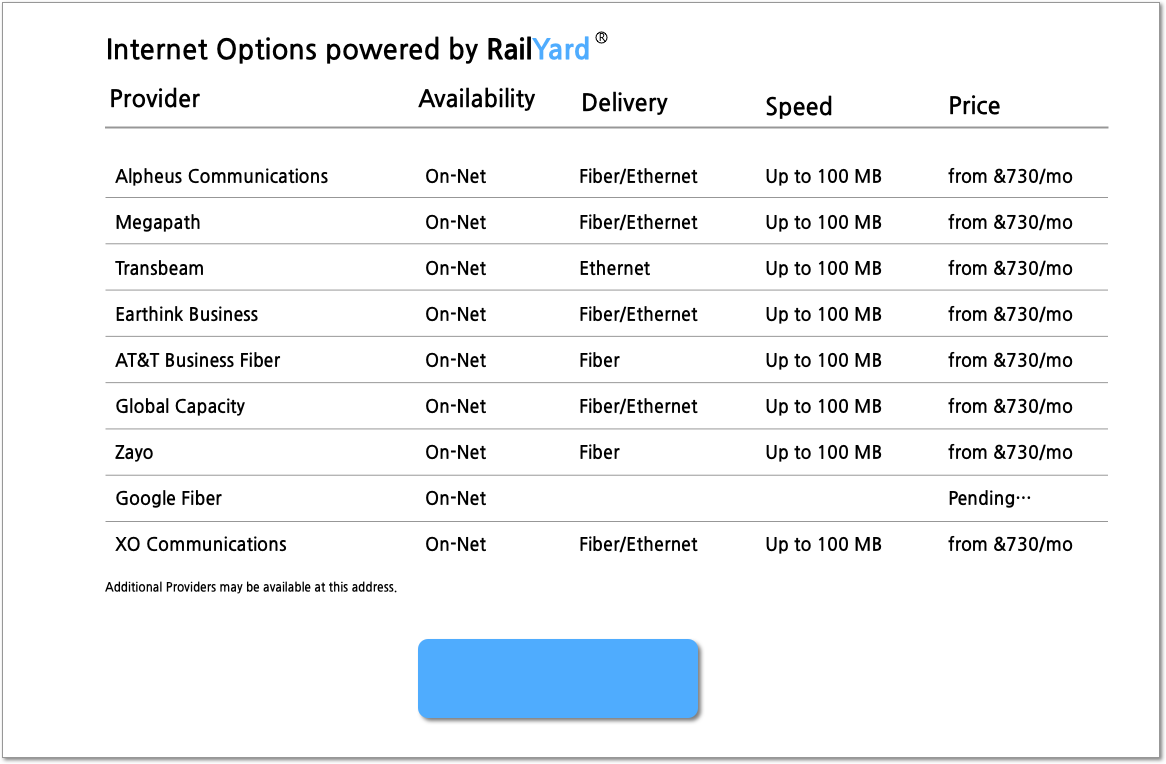 Internet Options powered by RailYard®
Provider Availability Delivery Speed Price
Alpheus Communications On-Net Fiber/Ethernet Up to 100 MB from &730/mo
Megapath On-Net Fiber/Ethernet Up to 100 MB from &730/mo
Transbeam On-Net Ethernet Up to 100 MB from &730/mo
Earthink Business On-Net Fiber/Ethernet Up to 100 MB from &730/mo
AT&T Business Fiber On-Net Fiber Up to 100 MB from &730/mo
Global Capacity On-Net Fiber/Ethernet Up to 100 MB from &730/mo
Zayo On-Net Fiber Up to 100 MB from &730/mo
Google Fiber On-Net Pending…
XO Communications On-Net Fiber/Ethernet Up to 100 MB from &730/mo
Additional Providers may be available at this address.